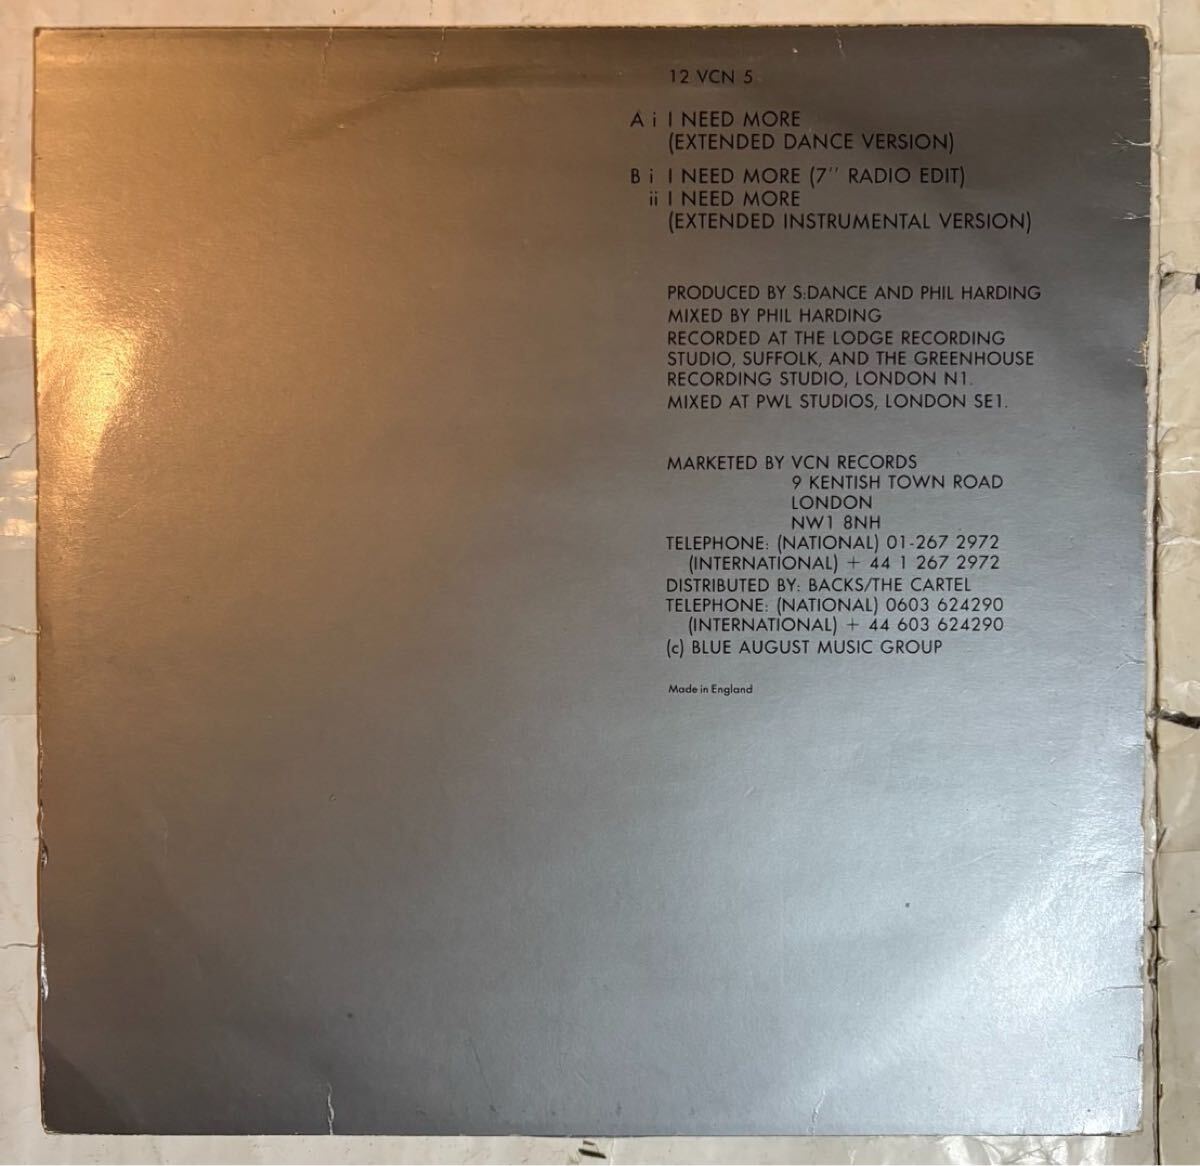 12 VCN 5
A i I NEED MORE
(EXTENDED DANCE VERSION)
B i I NEED MORE (7'' RADIO EDIT)
ii I NEED MORE
(EXTENDED INSTRUMENTAL VERSION)
PRODUCED BY S:DANCE AND PHIL HARDING
MIXED BY PHIL HARDING
RECORDED AT THE LODGE RECORDING
STUDIO, SUFFOLK, AND THE GREENHOUSE
RECORDING STUDIO, LONDON N1.
MIXED AT PWL STUDIOS, LONDON SE1.
MARKETED BY VCN RECORDS
9 KENTISH TOWN ROAD
LONDON
NW1 8NH
TELEPHONE: (NATIONAL) 01-267 2972
(INTERNATIONAL) + 44 1 267 2972
DISTRIBUTED BY: BACKS/THE CARTEL
TELEPHONE: (NATIONAL) 0603 624290
(INTERNATIONAL) + 44 603 624290
(c) BLUE AUGUST MUSIC GROUP
Made in England